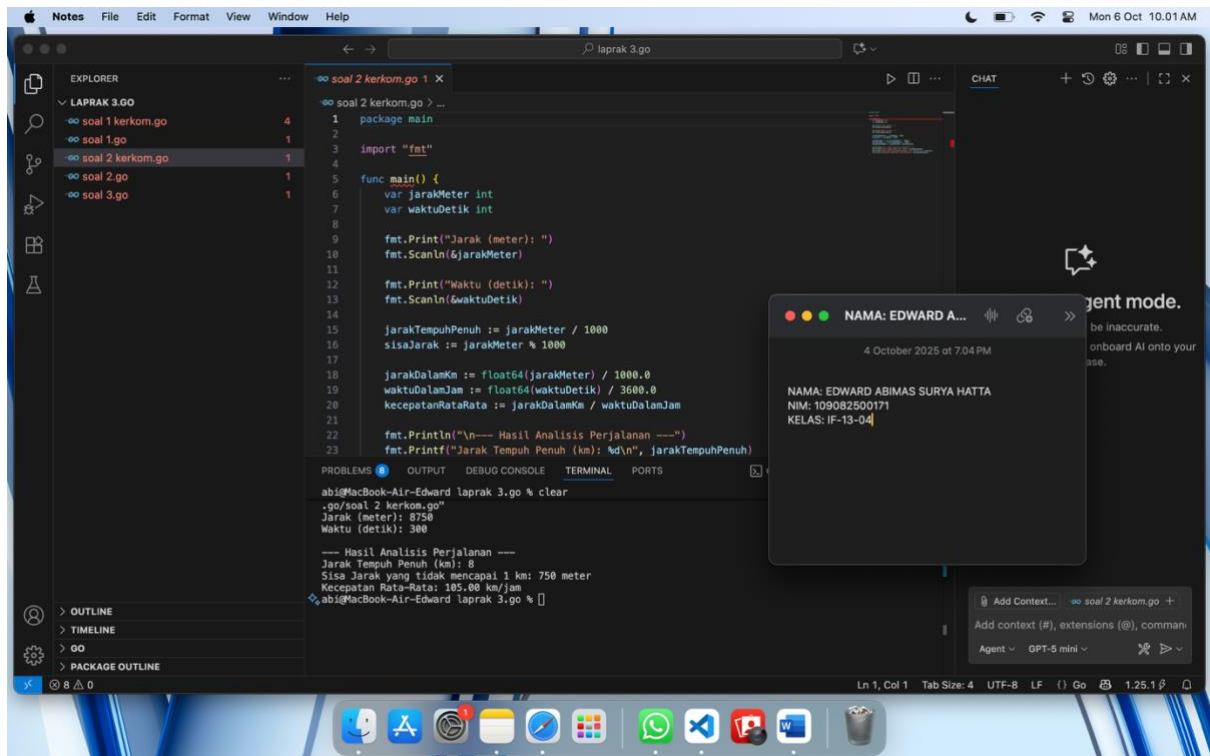 Notes File Edit Format View Window Help
Mon 6 Oct 10.01 AM
laprak 3.go
EXPLORER
LAPRAK 3.GO
soal 1 kerkom.go 4
soal 1.go 1
soal 2 kerkom.go 1
soal 2.go 1
soal 3.go 1
OUTLINE
TIMELINE
GO
PACKAGE OUTLINE
soal 2 kerkom.go 1
soal 2 kerkom.go > ...
1 package main
2
3 import "fmt"
4
5 func main() {
6 var jarakMeter int
7 var waktuDetik int
8
9 fmt.Print("Jarak (meter): ")
10 fmt.Scanln(&jarakMeter)
11
12 fmt.Print("Waktu (detik): ")
13 fmt.Scanln(&waktuDetik)
14
15 jarakTempuhPenuh := jarakMeter / 1000
16 sisaJarak := jarakMeter % 1000
17
18 jarakDalamKm := float64(jarakMeter) / 1000.0
19 waktuDalamJam := float64(waktuDetik) / 3600.0
20 kecepatanRataRata := jarakDalamKm / waktuDalamJam
21
22 fmt.Println("\n--- Hasil Analisis Perjalanan ---")
23 fmt.Printf("Jarak Tempuh Penuh (km): %d\n", jarakTempuhPenuh)
PROBLEMS 8 OUTPUT DEBUG CONSOLE TERMINAL PORTS
abi@MacBook-Air-Edward laprak 3.go % clear
.go/soal 2 kerkom.go"
Jarak (meter): 8750
Waktu (detik): 300
--- Hasil Analisis Perjalanan ---
Jarak Tempuh Penuh (km): 8
Sisa Jarak yang tidak mencapai 1 km: 750 meter
Kecepatan Rata-Rata: 105.00 km/jam
abi@MacBook-Air-Edward laprak 3.go %
CHAT
gent mode.
be inaccurate.
onboard AI onto your
ase.
NAMA: EDWARD A...
4 October 2025 at 7.04 PM
NAMA: EDWARD ABIMAS SURYA HATTA
NIM: 109082500171
KELAS: IF-13-04
Add Context... soal 2 kerkom.go
Add context (#), extensions (@), comman
Agent GPT-5 mini
8 0
Ln 1, Col 1 Tab Size: 4 UTF-8 LF {} Go 1.25.1
1